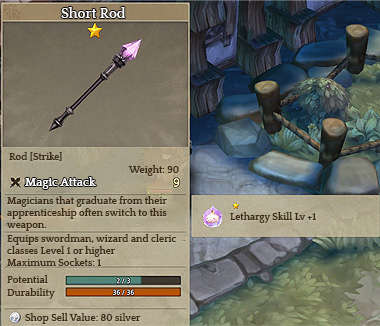 Short Rod
Rod [Strike]
Weight: 90
Magic Attack 9
Magicians that graduate from their
apprenticeship often switch to this
weapon.
Equips swordman, wizard and cleric
classes Level 1 or higher
Maximum Sockets: 1
Potential 2 / 3
Durability 36 / 36
Shop Sell Value: 80 silver
Lethargy Skill Lv +1